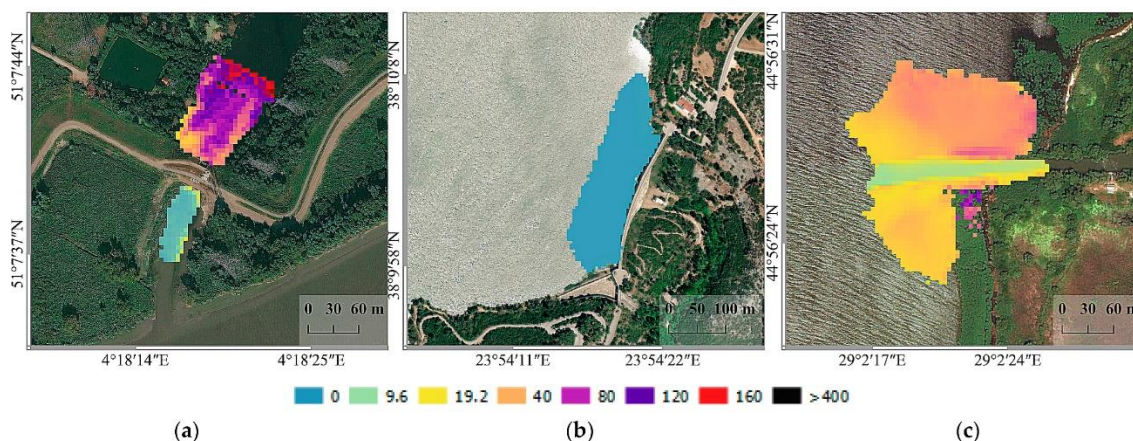 51°7′44″N
51°7′37″N
0 30 60 m
4°18′14″E 4°18′25″E
38°10′8″N
38°9′58″N
0 50 100 m
23°54′11″E 23°54′22″E
44°56′31″N
44°56′24″N
0 30 60 m
29°2′17″E 29°2′24″E
0 9.6 19.2 40 80 120 160 >400
(a) (b) (c)